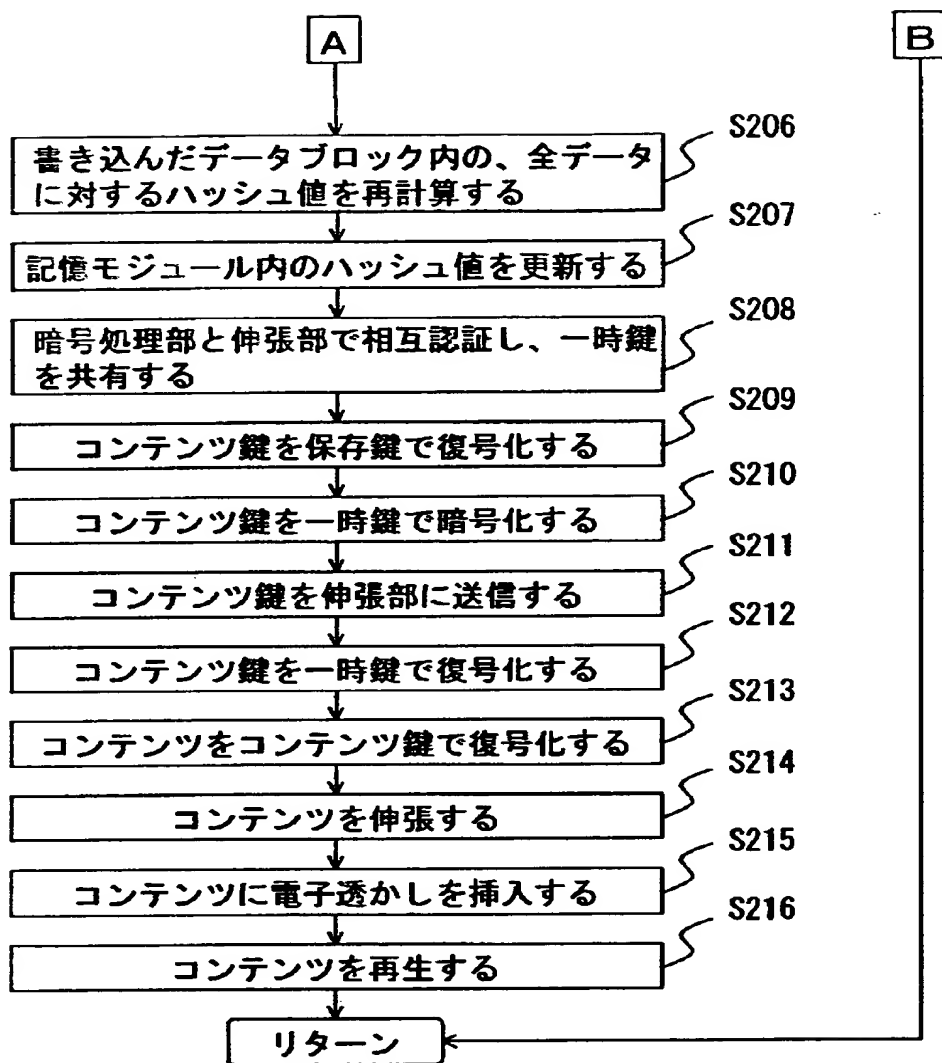 A
B
書き込んだデータブロック内の、全データ
に対するハッシュ値を再計算する
S206
記憶モジュール内のハッシュ値を更新する
S207
暗号処理部と伸張部で相互認証し、一時鍵
を共有する
S208
コンテンツ鍵を保存鍵で復号化する
S209
コンテンツ鍵を一時鍵で暗号化する
S210
コンテンツ鍵を伸張部に送信する
S211
コンテンツ鍵を一時鍵で復号化する
S212
コンテンツをコンテンツ鍵で復号化する
S213
コンテンツを伸張する
S214
コンテンツに電子透かしを挿入する
S215
コンテンツを再生する
S216
リターン